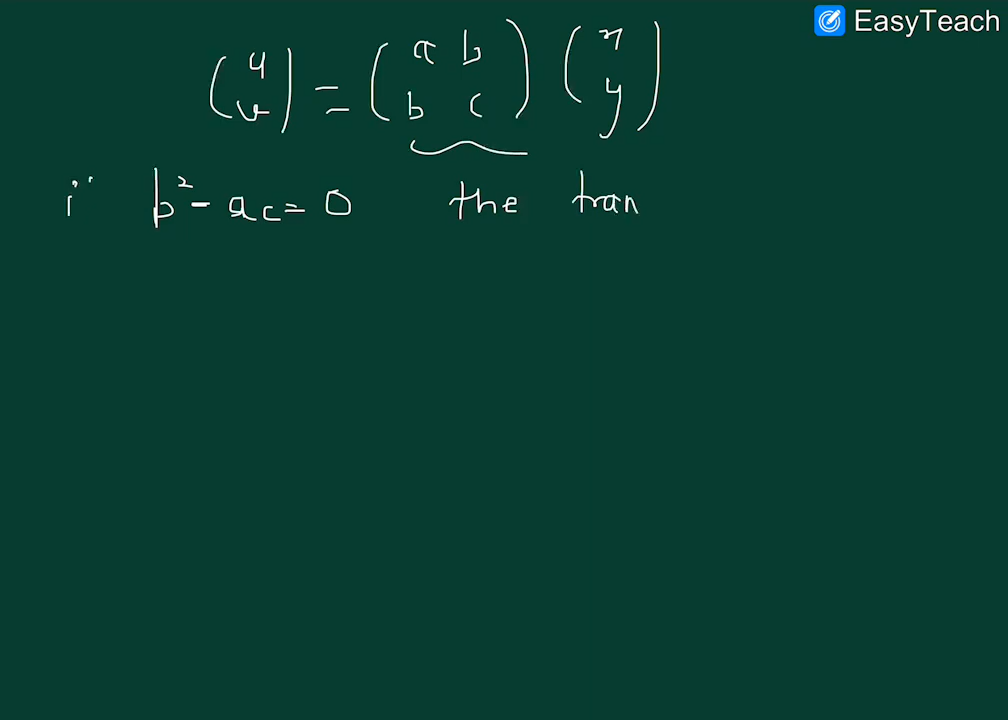 EasyTeach
(u v) = (a b b c) (x y)
i" b² - ac = 0 the tran